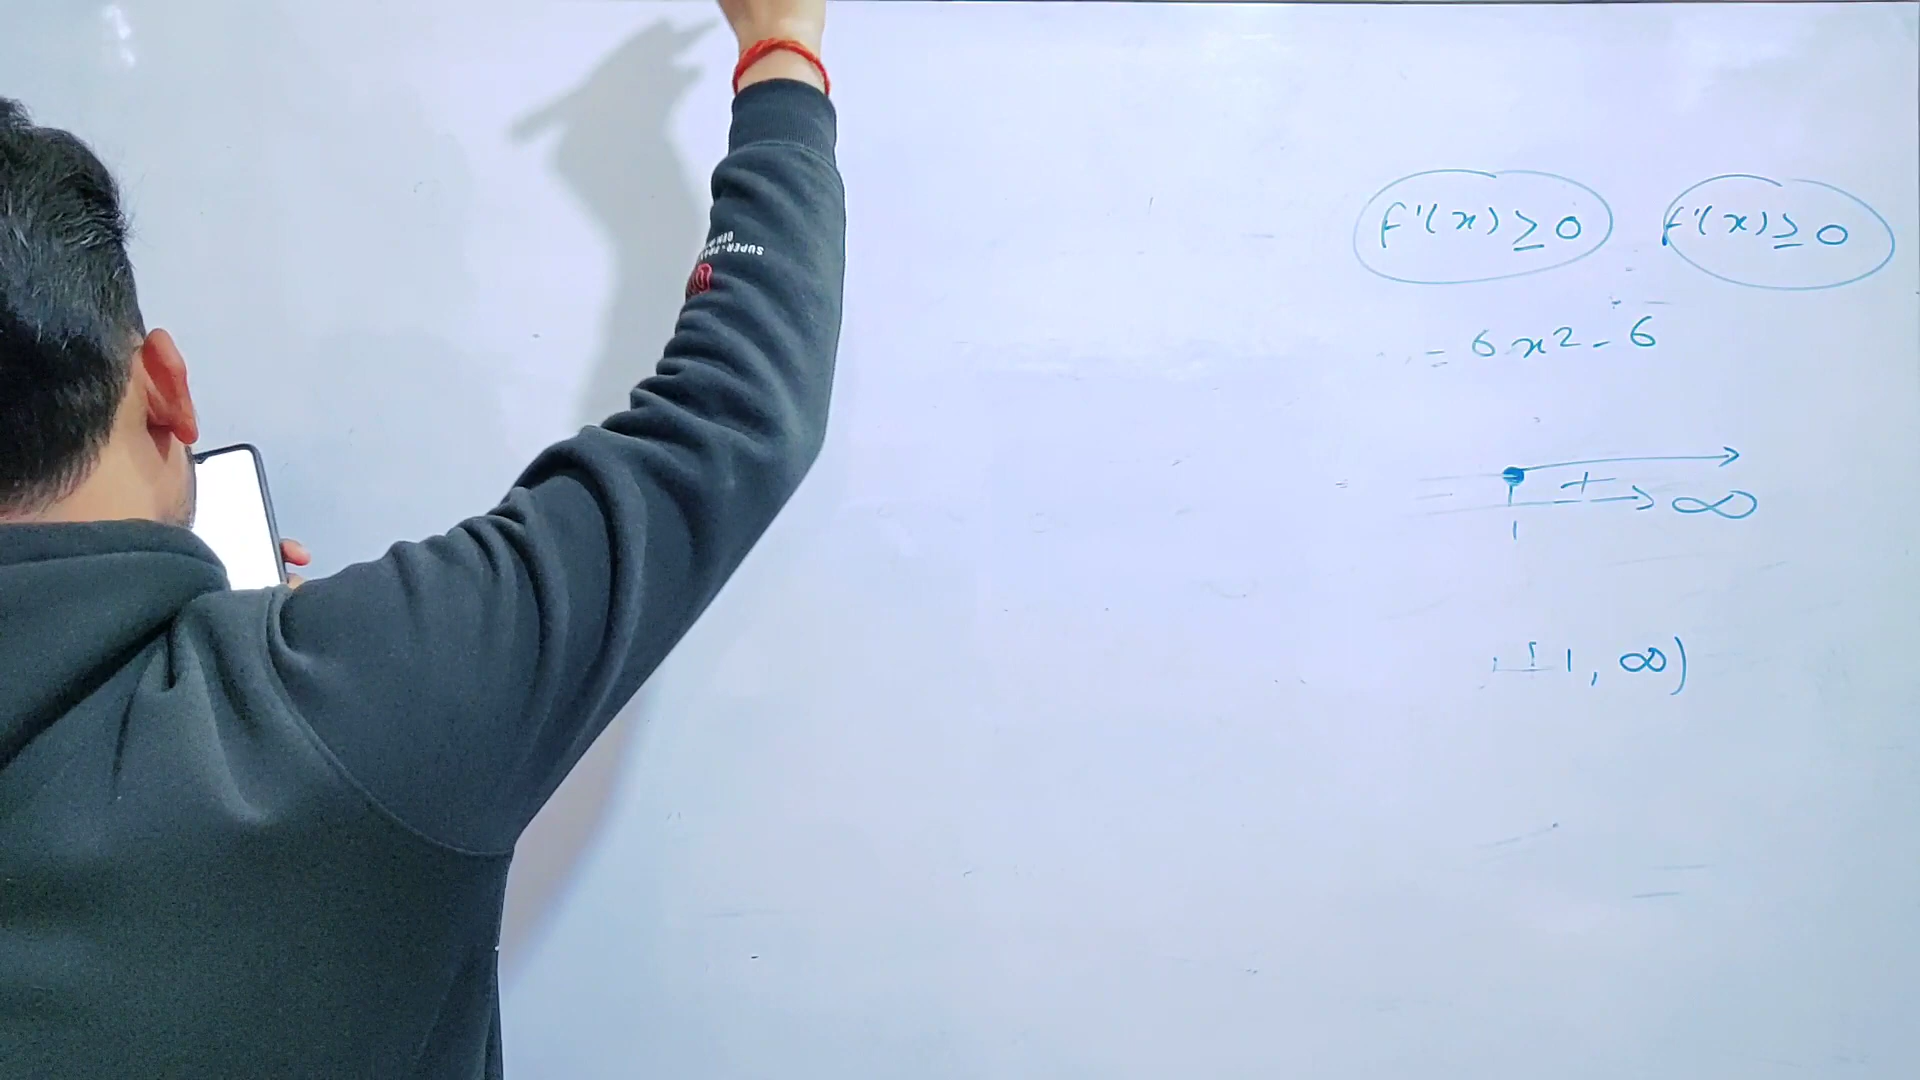 f'(x) ≥ 0 f'(x) ≥ 0
= 6x2 - 6
+
∞
1
1, ∞)